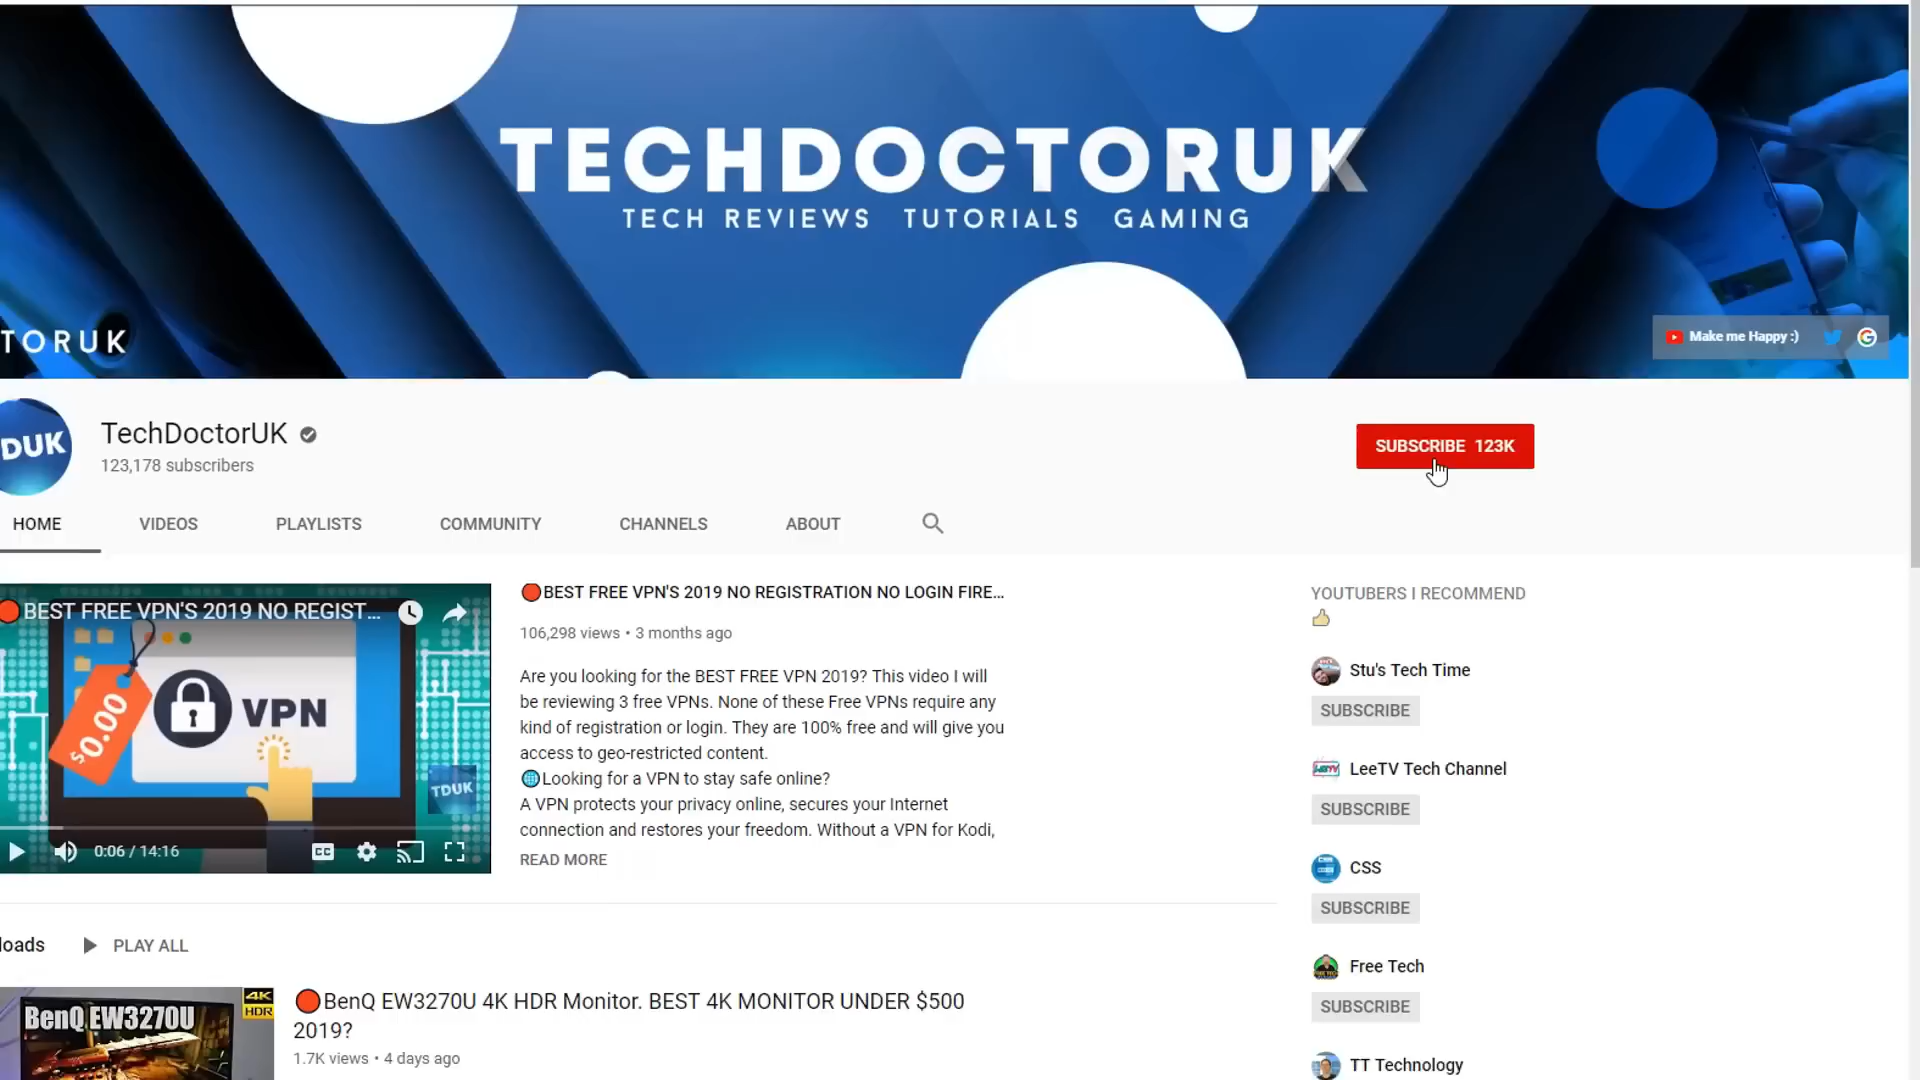 TECHDOCTORUK
TECH REVIEWS TUTORIALS GAMING
TORUK
Make me Happy :)
DUK
TechDoctorUK
123,178 subscribers
SUBSCRIBE 123K
HOME VIDEOS PLAYLISTS COMMUNITY CHANNELS ABOUT
BEST FREE VPN'S 2019 NO REGIST...
$0.00
VPN
TDUK
0:06 / 14:16
CC
BEST FREE VPN'S 2019 NO REGISTRATION NO LOGIN FIRE...
106,298 views • 3 months ago
Are you looking for the BEST FREE VPN 2019? This video I will
be reviewing 3 free VPNs. None of these Free VPNs require any
kind of registration or login. They are 100% free and will give you
access to geo-restricted content.
Looking for a VPN to stay safe online?
A VPN protects your privacy online, secures your Internet
connection and restores your freedom. Without a VPN for Kodi,
READ MORE
YOUTUBERS I RECOMMEND
Stu's Tech Time
SUBSCRIBE
LeeTV Tech Channel
SUBSCRIBE
CSS
SUBSCRIBE
Free Tech
SUBSCRIBE
TT Technology
loads PLAY ALL
BenQ EW3270U
4K
HDR
BenQ EW3270U 4K HDR Monitor. BEST 4K MONITOR UNDER $500
2019?
1.7K views • 4 days ago